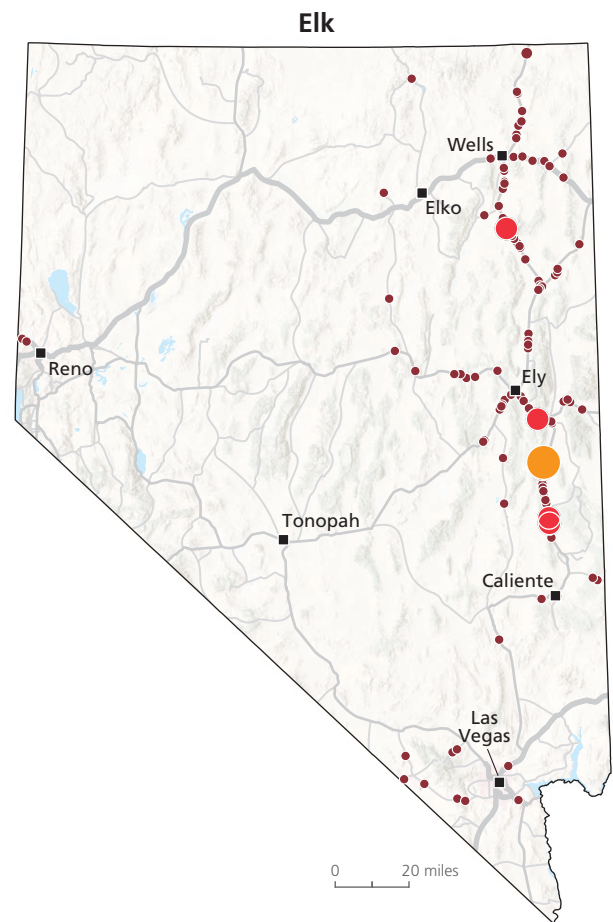 Elk
Wells
Elko
Reno
Ely
Tonopah
Caliente
Las
Vegas
0 20 miles